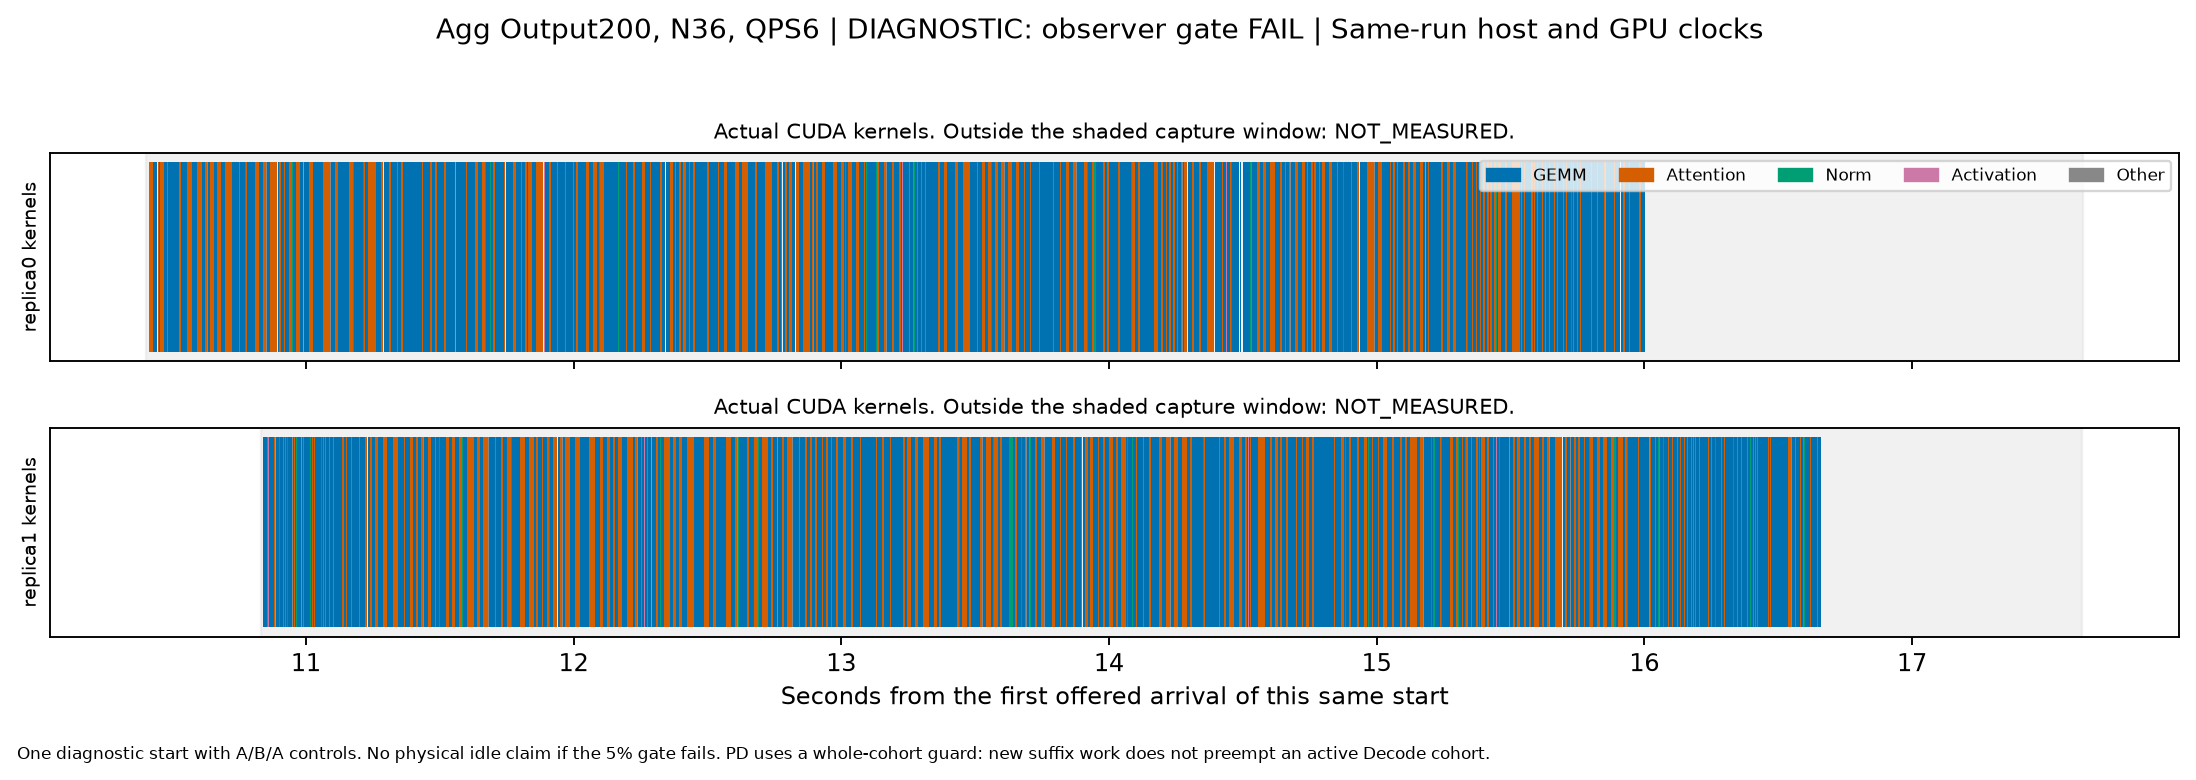 Agg Output200, N36, QPS6 | DIAGNOSTIC: observer gate FAIL | Same-run host and GPU clocks
Actual CUDA kernels. Outside the shaded capture window: NOT_MEASURED.
replica0 kernels
GEMM Attention Norm Activation Other
Actual CUDA kernels. Outside the shaded capture window: NOT_MEASURED.
replica1 kernels
11 12 13 14 15 16 17
Seconds from the first offered arrival of this same start
One diagnostic start with A/B/A controls. No physical idle claim if the 5% gate fails. PD uses a whole-cohort guard: new suffix work does not preempt an active Decode cohort.